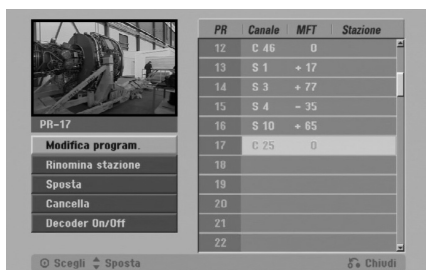 PR Canale MFT Stazione
12 C 46 0
13 S 1 + 17
14 S 3 + 77
15 S 4 - 35
16 S 10 + 65
17 C 25 0
18
19
20
21
22
PR-17
Modifica program.
Rinomina stazione
Sposta
Cancella
Decoder On/Off
Scegli Sposta Chiudi